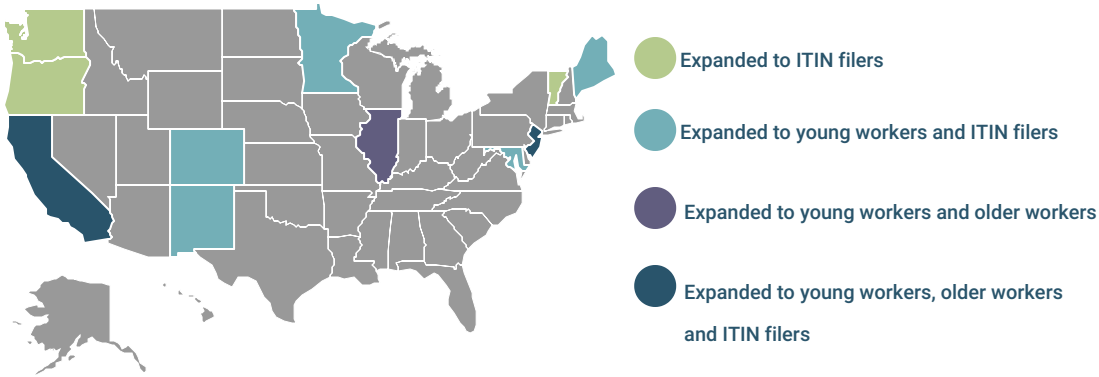 Expanded to ITIN filers
Expanded to young workers and ITIN filers
Expanded to young workers and older workers
Expanded to young workers, older workers
and ITIN filers